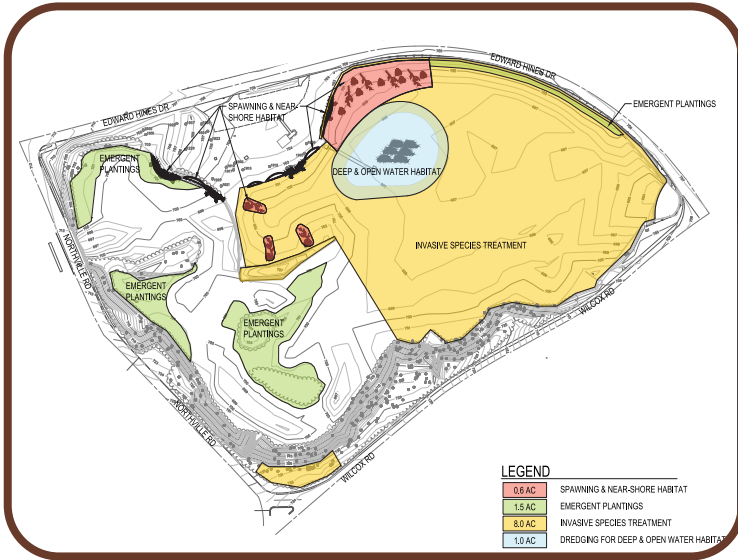 EDWARD HINES DR
EDWARD HINES DR
SPAWNING & NEAR-
SHORE HABITAT
EMERGENT PLANTINGS
EMERGENT
PLANTINGS
DEEP & OPEN WATER HABITAT
NORTHVILLE RD
INVASIVE SPECIES TREATMENT
EMERGENT
PLANTINGS
EMERGENT
PLANTINGS
WILCOX RD
NORTHVILLE RD
WILCOX RD
LEGEND
0.6 AC SPAWNING & NEAR-SHORE HABITAT
1.5 AC EMERGENT PLANTINGS
8.0 AC INVASIVE SPECIES TREATMENT
1.0 AC DREDGING FOR DEEP & OPEN WATER HABITAT